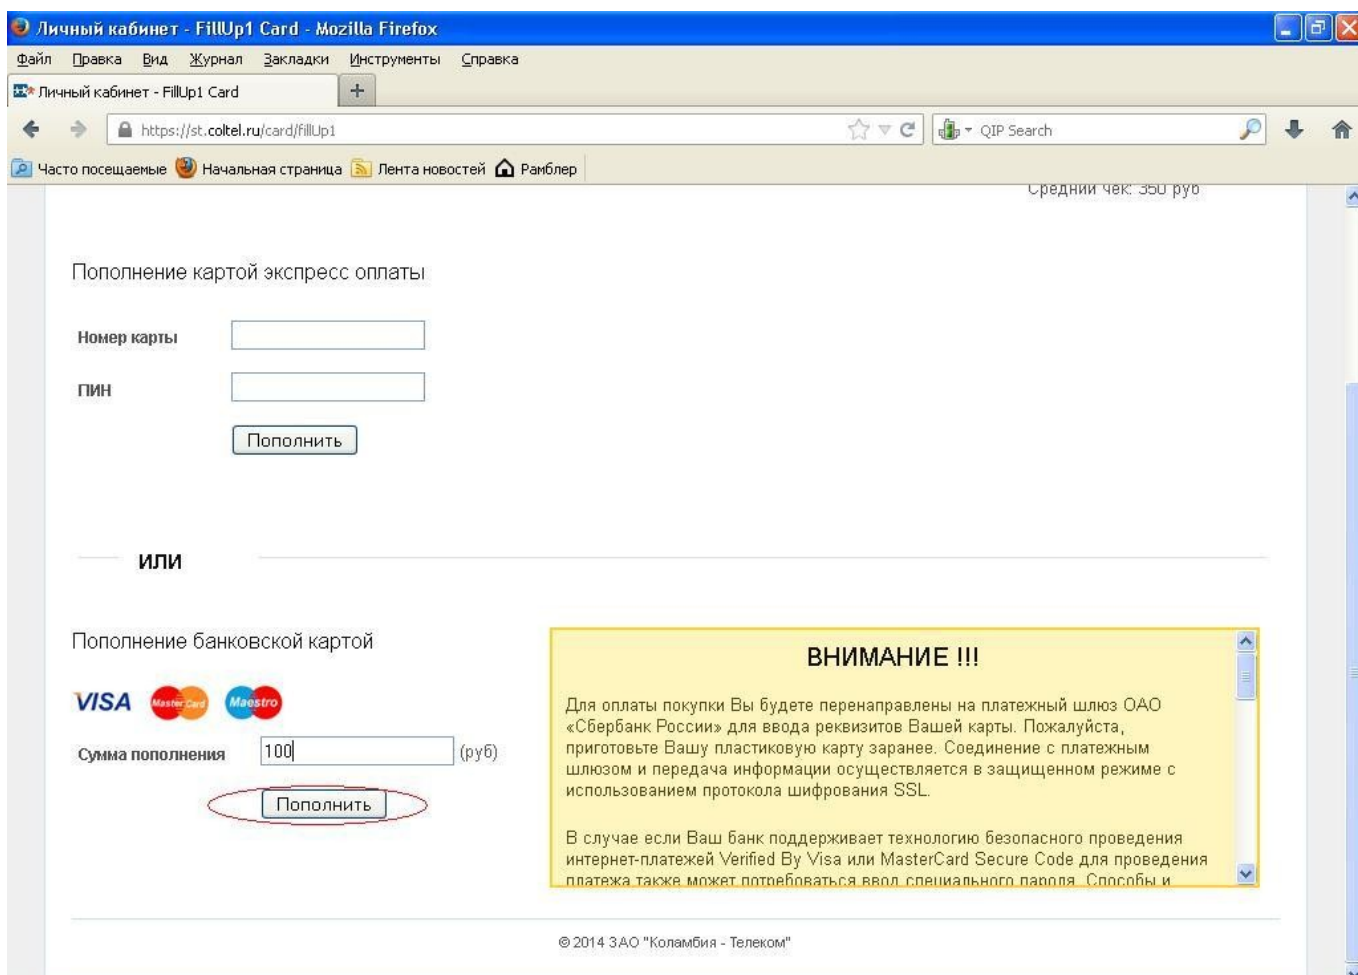 Личный кабинет - FillUp1 Card - Mozilla Firefox
Файл Правка Вид Журнал Закладки Инструменты Справка
Личный кабинет - FillUp1 Card
https://st.coltel.ru/card/fillUp1 QIP Search
Часто посещаемые Начальная страница Лента новостей Рамблер
Средний чек: 350 руб
Пополнение картой экспресс оплаты
Номер карты
ПИН
Пополнить
ИЛИ
Пополнение банковской картой
VISA MasterCard Maestro
Сумма пополнения 100 (руб)
Пополнить
ВНИМАНИЕ !!!
Для оплаты покупки Вы будете перенаправлены на платежный шлюз ОАО
«Сбербанк России» для ввода реквизитов Вашей карты. Пожалуйста,
приготовьте Вашу пластиковую карту заранее. Соединение с платежным
шлюзом и передача информации осуществляется в защищенном режиме с
использованием протокола шифрования SSL.
В случае если Ваш банк поддерживает технологию безопасного проведения
интернет-платежей Verified By Visa или MasterCard Secure Code для проведения
платежа также может потребоваться ввод специального пароля. Способы и
© 2014 ЗАО "Коламбия - Телеком"